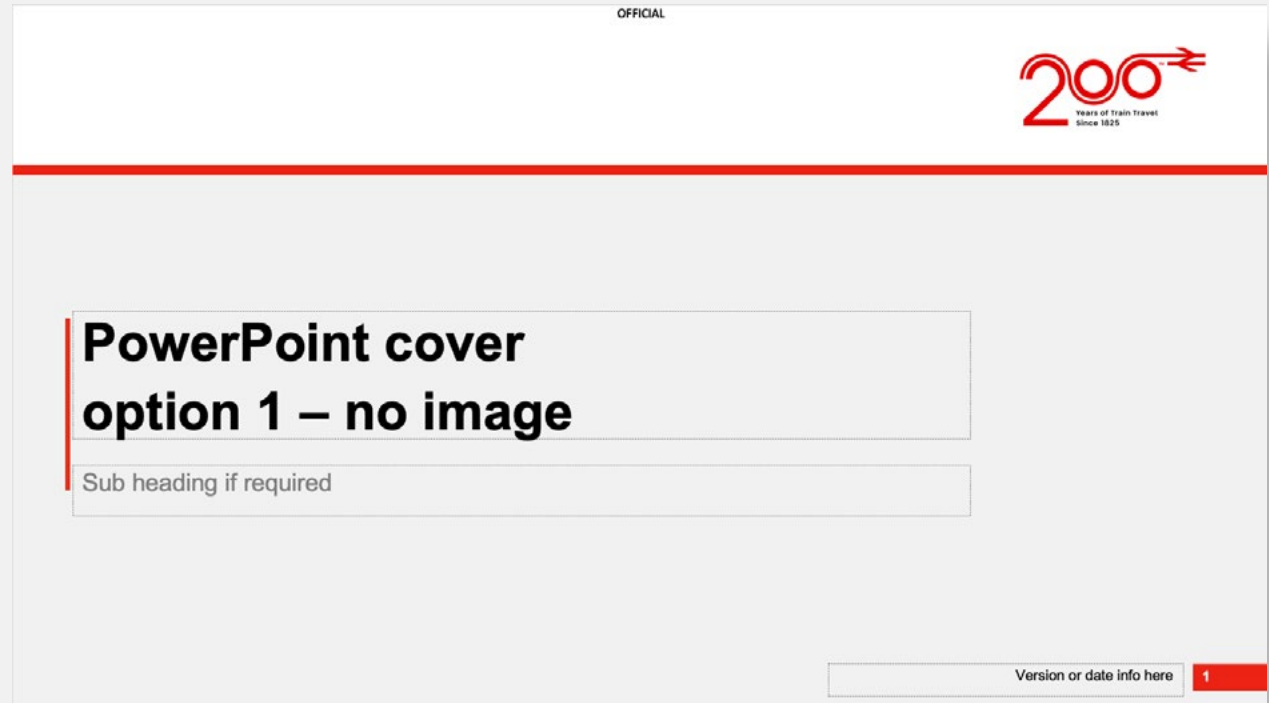 OFFICIAL
200
Years of Train Travel
Since 1825
PowerPoint cover
option 1 – no image
Sub heading if required
Version or date info here
1